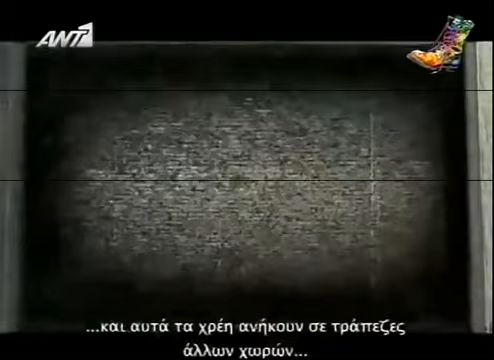 ANT1
...και αυτά τα χρέη ανήκουν σε τράπεζες
άλλων χωρών...